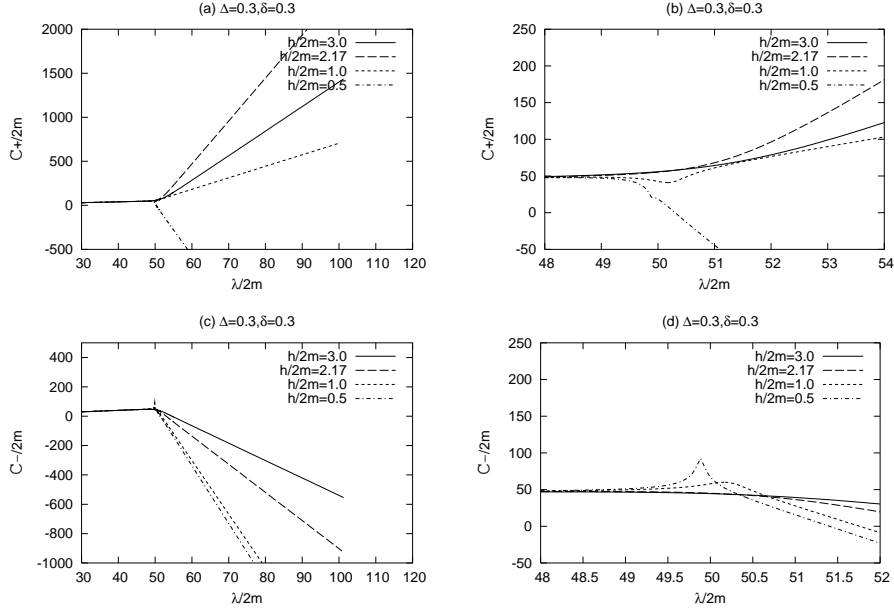 (a) Δ=0.3,δ=0.3
2000
1500
1000
500
0
-500
C+/2m
h/2m=3.0
h/2m=2.17
h/2m=1.0
h/2m=0.5
30 40 50 60 70 80 90 100 110 120
λ/2m
(b) Δ=0.3,δ=0.3
250
200
150
100
50
0
-50
C+/2m
h/2m=3.0
h/2m=2.17
h/2m=1.0
h/2m=0.5
48 49 50 51 52 53 54
λ/2m
(c) Δ=0.3,δ=0.3
400
200
0
-200
-400
-600
-800
-1000
C−/2m
h/2m=3.0
h/2m=2.17
h/2m=1.0
h/2m=0.5
30 40 50 60 70 80 90 100 110 120
λ/2m
(d) Δ=0.3,δ=0.3
250
200
150
100
50
0
-50
C−/2m
h/2m=3.0
h/2m=2.17
h/2m=1.0
h/2m=0.5
48 48.5 49 49.5 50 50.5 51 51.5 52
λ/2m